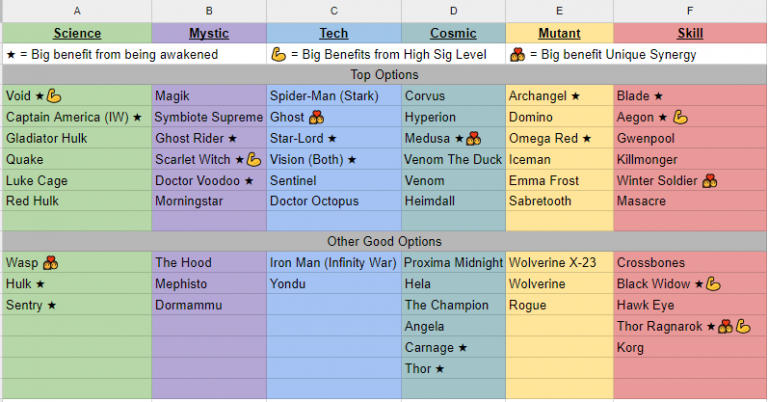 A B C D E F
Science Mystic Tech Cosmic Mutant Skill
★ = Big benefit from being awakened 💪 = Big Benefits from High Sig Level 💑 = Big benefit Unique Synergy
Top Options
Void ★💪 Magik Spider-Man (Stark) Corvus Archangel ★ Blade ★
Captain America (IW) ★ Symbiote Supreme Ghost 💑 Hyperion Domino Aegon ★💪
Gladiator Hulk Ghost Rider ★ Star-Lord ★ Medusa ★💑 Omega Red ★ Gwenpool
Quake Scarlet Witch ★💪 Vision (Both) ★ Venom The Duck Iceman Killmonger
Luke Cage Doctor Voodoo ★ Sentinel Venom Emma Frost Winter Soldier 💑
Red Hulk Morningstar Doctor Octopus Heimdall Sabretooth Masacre
Other Good Options
Wasp 💑 The Hood Iron Man (Infinity War) Proxima Midnight Wolverine X-23 Crossbones
Hulk ★ Mephisto Yondu Hela Wolverine Black Widow ★💪
Sentry ★ Dormammu The Champion Rogue Hawk Eye
Angela Thor Ragnarok ★💑💪
Carnage ★ Korg
Thor ★